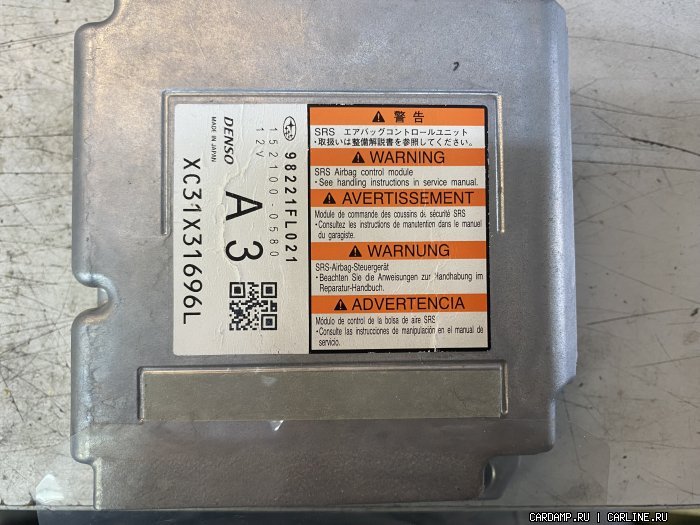 98221FL021
152100-0580
12V
DENSO
MADE IN JAPAN
A3
XC31X31696L
警告
SRS エアバッグコントロールユニット
・取扱いは整備解説書を参照してください。
WARNING
SRS Airbag control module
• See handling instructions in service manual.
AVERTISSEMENT
Module de commande des coussins du sécurité SRS
• Consultez les instructions de manutention dans le manuel
du garagiste.
WARNUNG
SRS-Airbag-Steuergerät
• Beachten Sie die Anweisungen zur Handhabung im
Reparatur-Handbuch.
ADVERTENCIA
Módulo de control de la bolsa de aire SRS
• Consulte las instrucciones de manipulación en el manual de
servicio.
CARDAMP.RU | CARLINE.RU